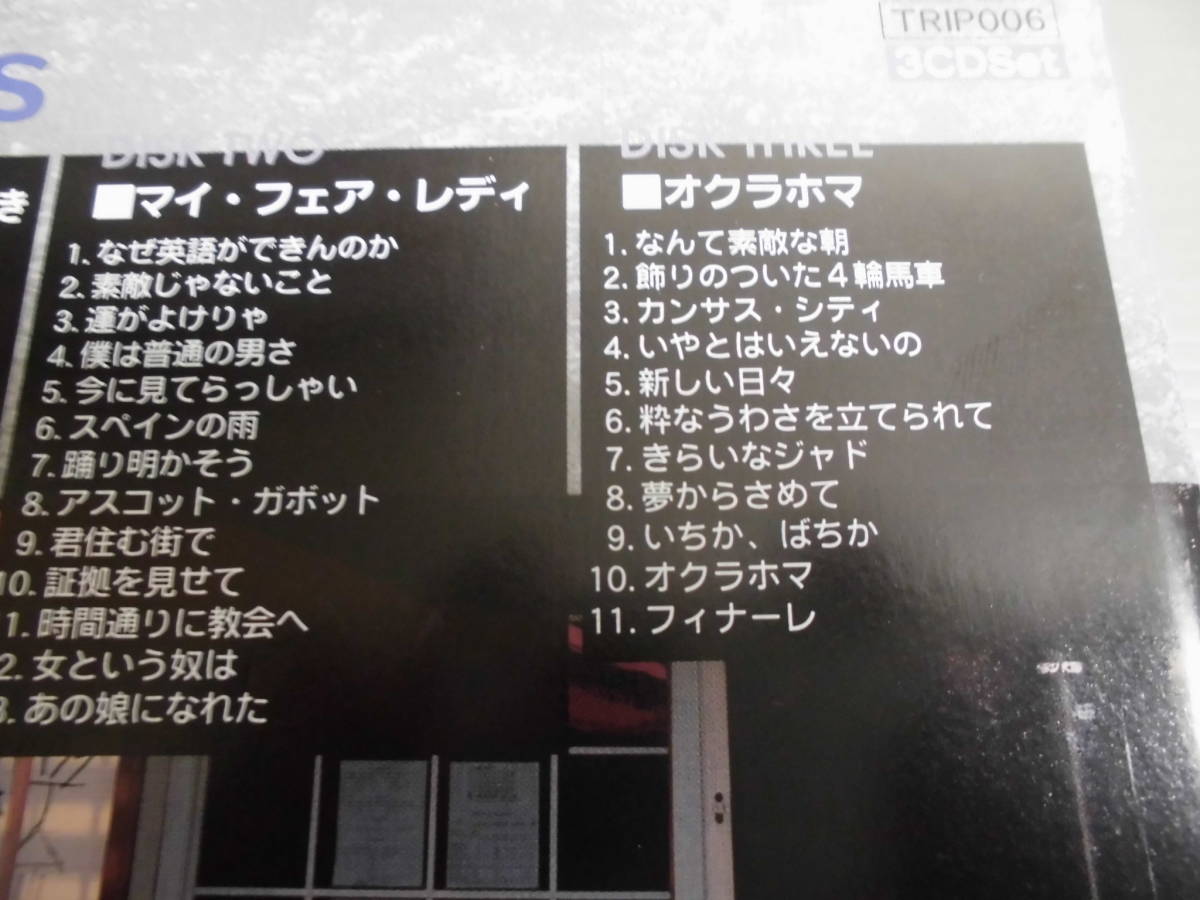 TRIP006
3CDSet
S
き
DISK TWO
■マイ・フェア・レディ
1. なぜ英語ができんのか
2. 素敵じゃないこと
3. 運がよけりゃ
4. 僕は普通の男さ
5. 今に見てらっしゃい
6. スペインの雨
7. 踊り明かそう
8. アスコット・ガボット
9. 君住む街で
10. 証拠を見せて
1. 時間通りに教会へ
2. 女という奴は
3. あの娘になれた
DISK THREE
■オクラホマ
1. なんて素敵な朝
2. 飾りのついた4輪馬車
3. カンサス・シティ
4. いやとはいえないの
5. 新しい日々
6. 粋なうわさを立てられて
7. きらいなジャド
8. 夢からさめて
9. いちか、ばちか
10. オクラホマ
11. フィナーレ